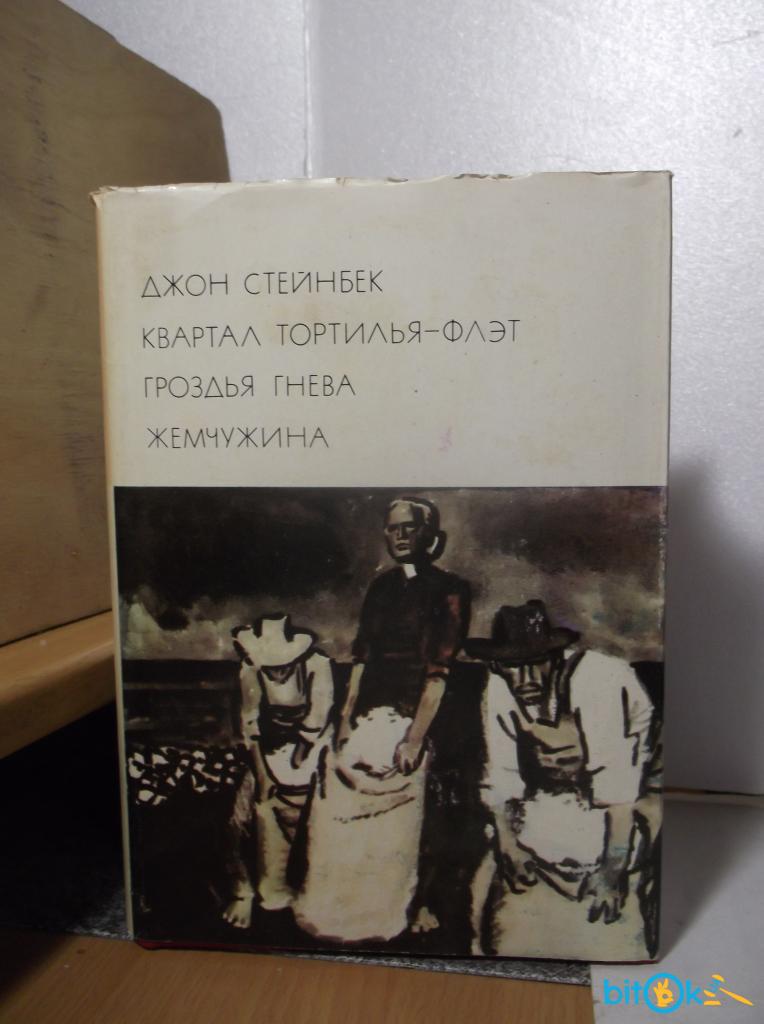 ДЖОН СТЕЙНБЕК
КВАРТАЛ ТОРТИЛЬЯ-ФЛЭТ
ГРОЗДЬЯ ГНЕВА
ЖЕМЧУЖИНА
bitOk